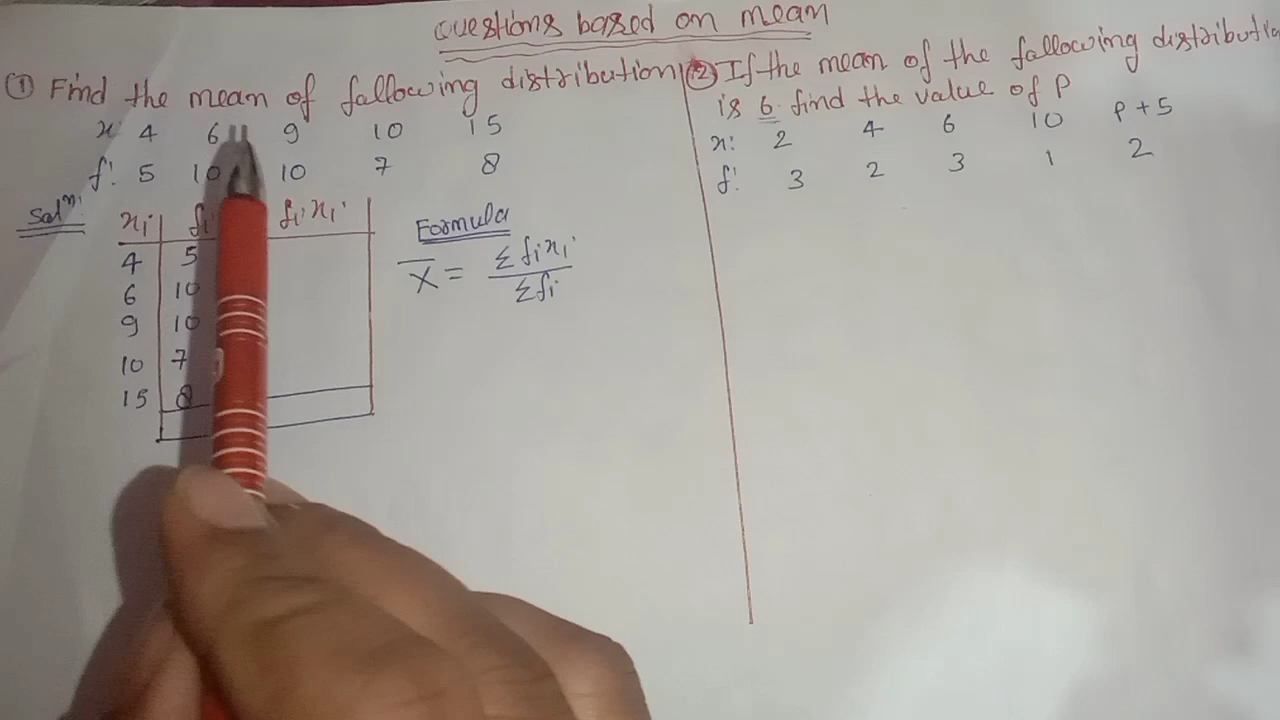 Questions based on mean
(1) Find the mean of fallowing distribution
x: 4 6 9 10 15
f: 5 10 10 7 8
Solⁿ:
xi fi fixi
4 5
6 10
9 10
10 7
15 8
Formula
X̅ = Σfixi / Σfi
(2) If the mean of the fallowing distributi
is 6 find the value of P
x: 2 4 6 10 P+5
f: 3 2 3 1 2